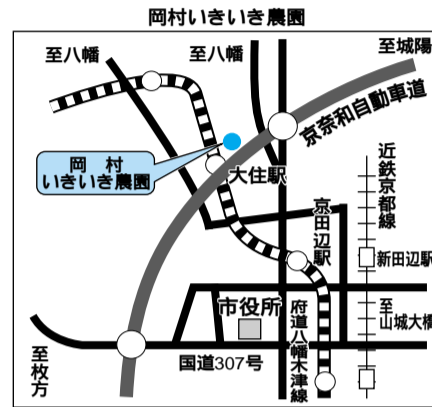 岡村いきいき農園
至八幡
至八幡
至城陽
京奈和自動車道
岡　村
いきいき農園
大住駅
近鉄京都線
京田辺駅
新田辺駅
市役所
府道八幡木津線
至
山城大橋
至枚方
国道307号